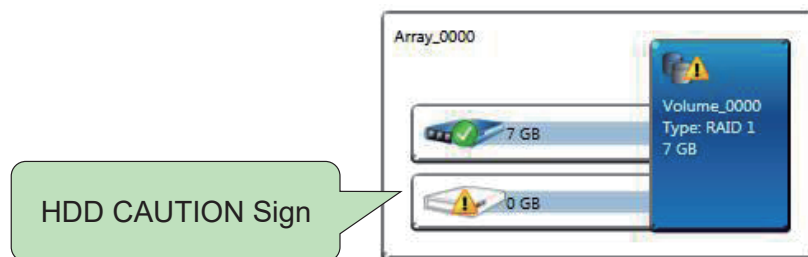 Array_0000
Volume_0000
Type: RAID 1
7 GB
7 GB
0 GB
HDD CAUTION Sign